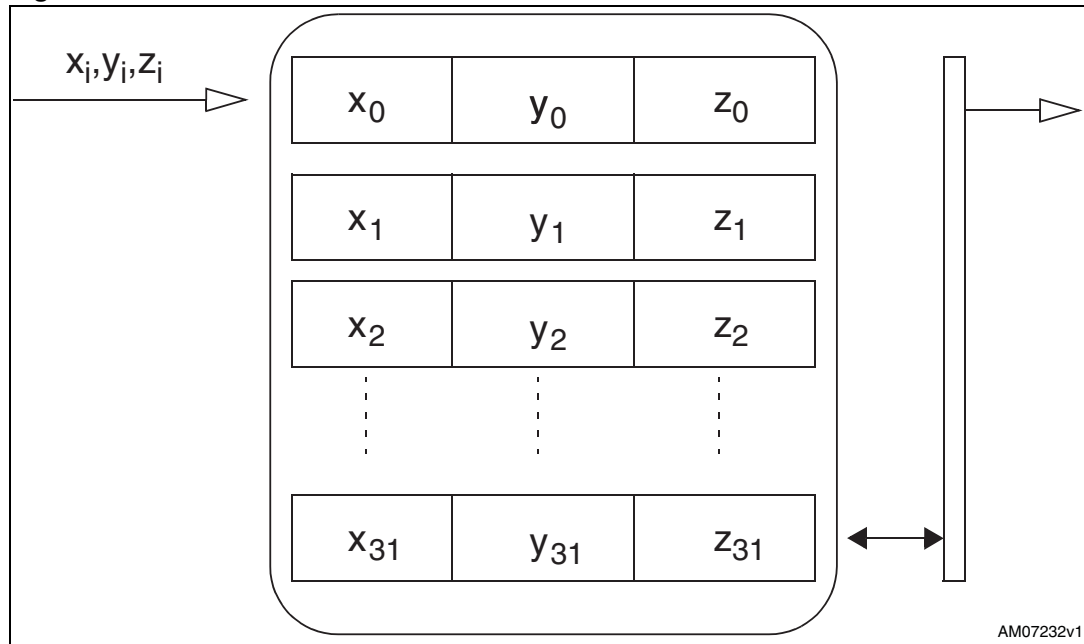 xᵢ,yᵢ,zᵢ
x₀ y₀ z₀
x₁ y₁ z₁
x₂ y₂ z₂
x₃₁ y₃₁ z₃₁
AM07232v1